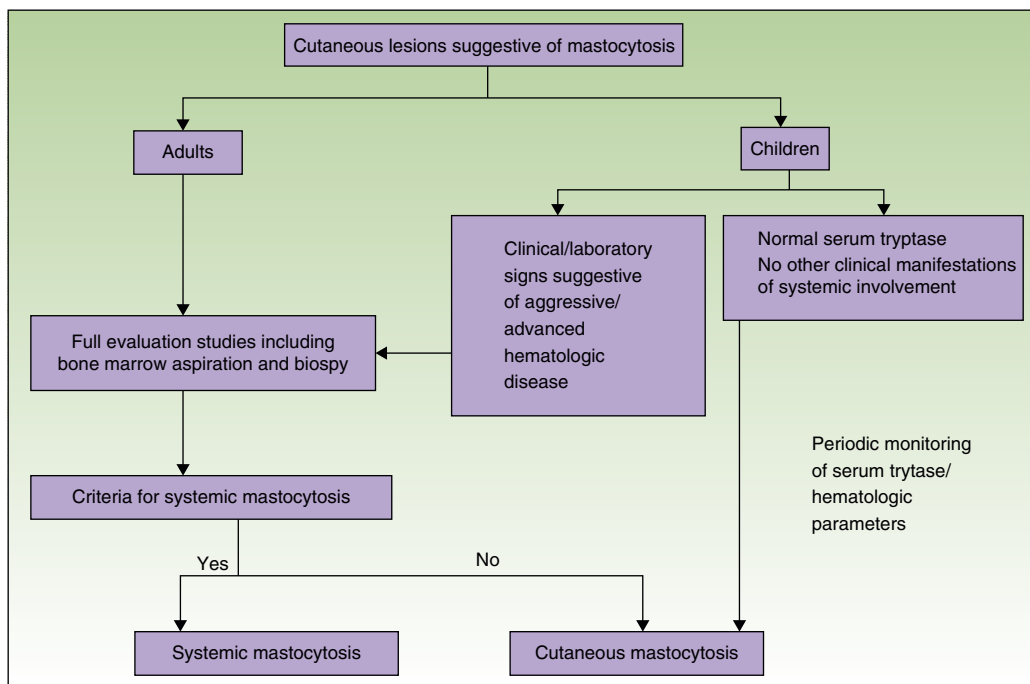 Cutaneous lesions suggestive of mastocytosis
Adults
Children
Clinical/laboratory
signs suggestive
of aggressive/
advanced
hematologic
disease
Normal serum tryptase
No other clinical manifestations
of systemic involvement
Full evaluation studies including
bone marrow aspiration and biospy
Periodic monitoring
of serum trytase/
hematologic
parameters
Criteria for systemic mastocytosis
Yes
No
Systemic mastocytosis
Cutaneous mastocytosis